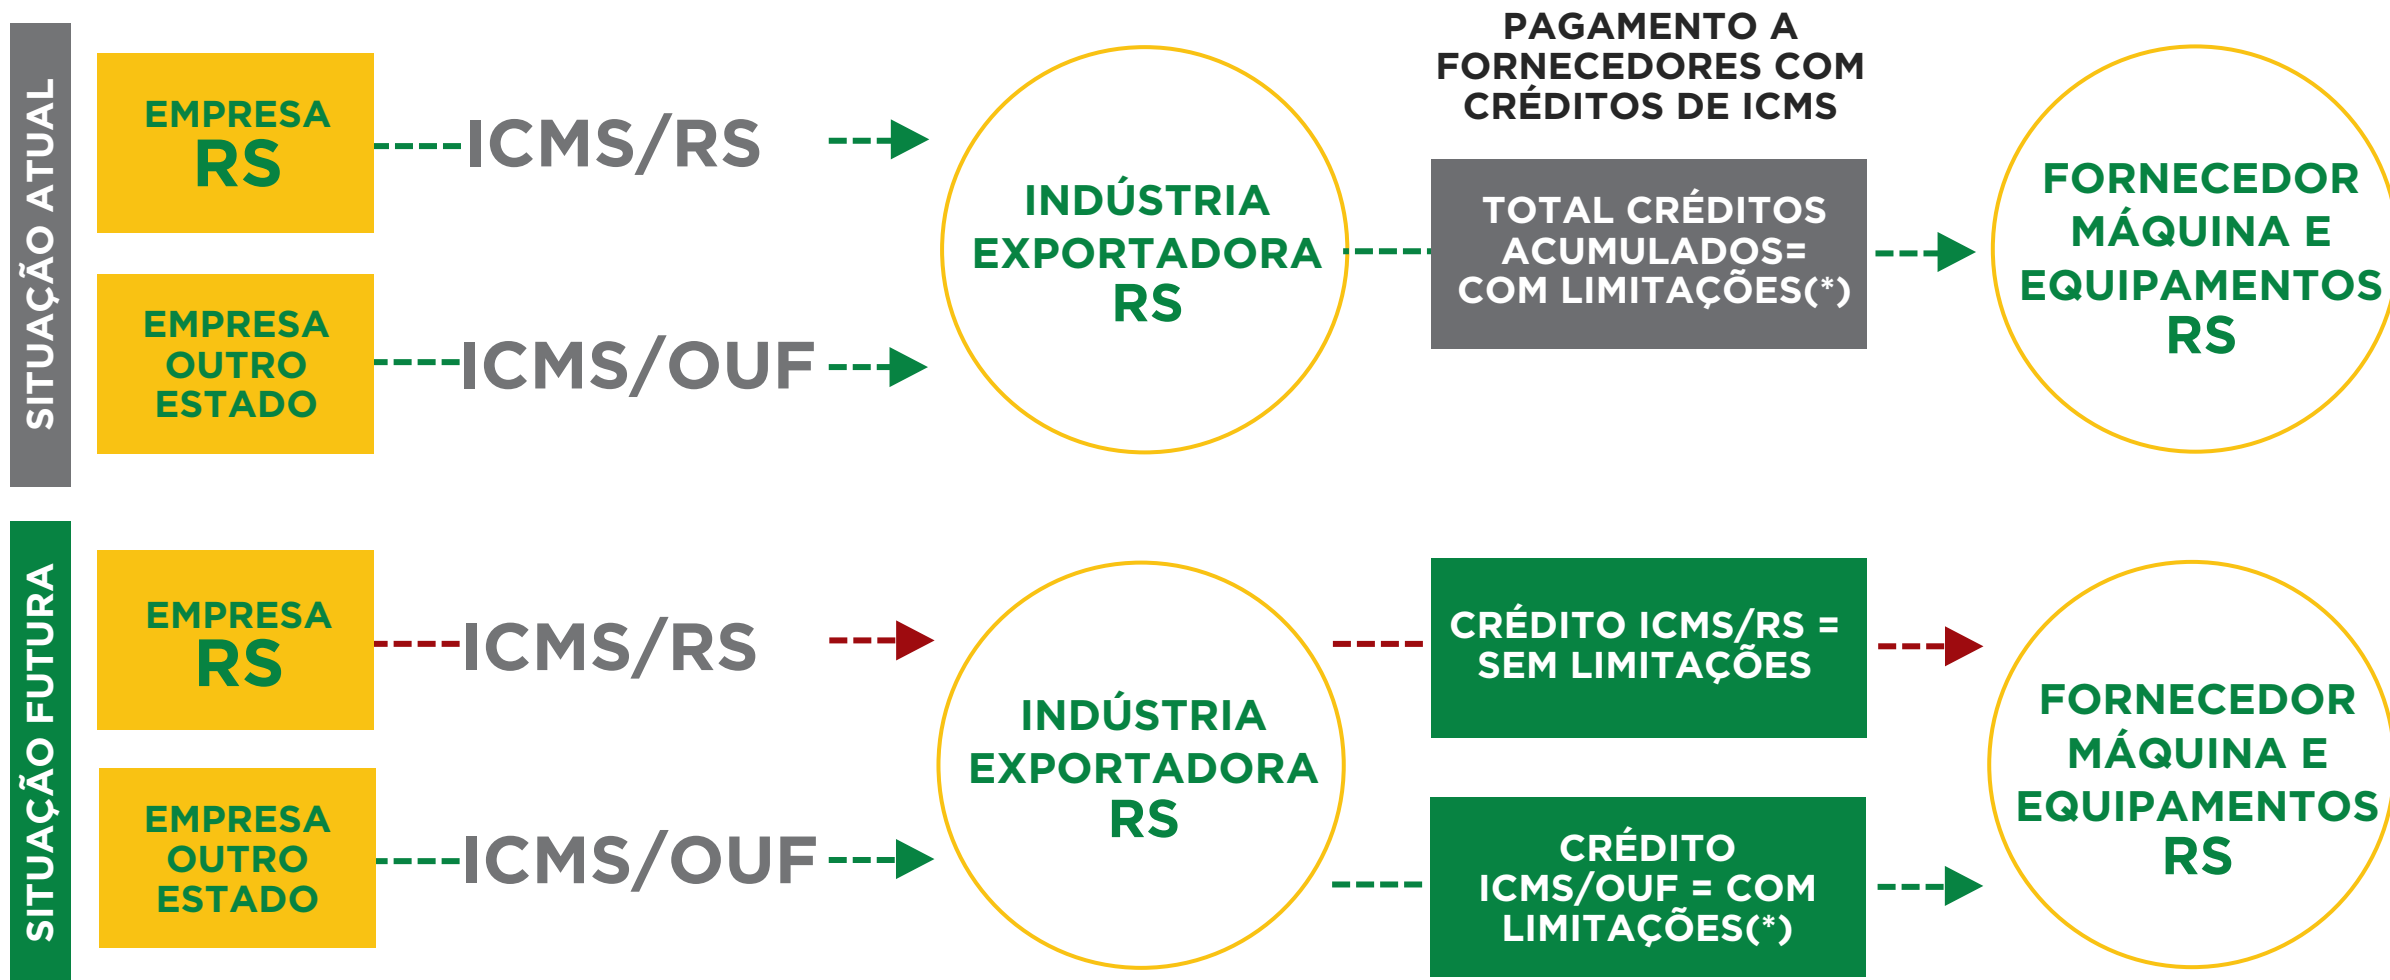 SITUAÇÃO ATUAL
EMPRESA
RS
ICMS/RS
EMPRESA
OUTRO
ESTADO
ICMS/OUF
INDÚSTRIA
EXPORTADORA
RS
PAGAMENTO A
FORNECEDORES COM
CRÉDITOS DE ICMS
TOTAL CRÉDITOS
ACUMULADOS=
COM LIMITAÇÕES(*)
FORNECEDOR
MÁQUINA E
EQUIPAMENTOS
RS
SITUAÇÃO FUTURA
EMPRESA
RS
ICMS/RS
EMPRESA
OUTRO
ESTADO
ICMS/OUF
INDÚSTRIA
EXPORTADORA
RS
CRÉDITO ICMS/RS =
SEM LIMITAÇÕES
CRÉDITO
ICMS/OUF = COM
LIMITAÇÕES(*)
FORNECEDOR
MÁQUINA E
EQUIPAMENTOS
RS